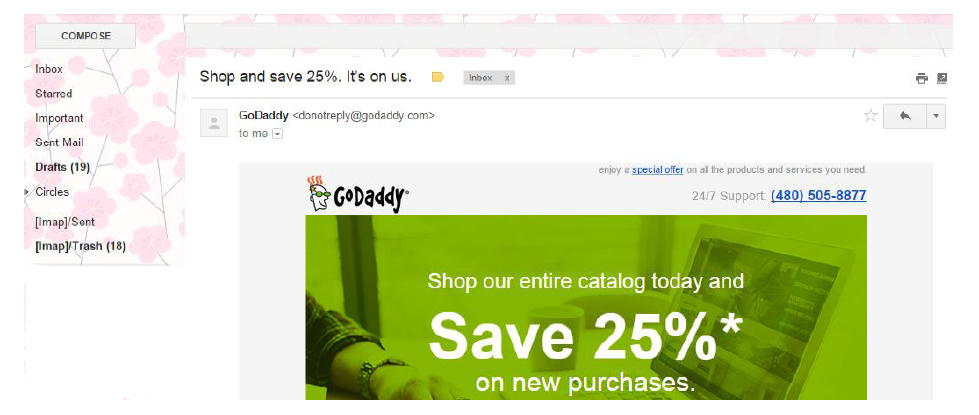 COMPOSE
Inbox
Starred
Important
Sent Mail
Drafts (19)
Circles
[Imap]/Sent
[Imap]/Trash (18)
Shop and save 25%. It's on us.
Inbox x
GoDaddy <donotreply@godaddy.com>
to me
enjoy a special offer on all the products and services you need.
GoDaddy
24/7 Support: (480) 505-8877
Shop our entire catalog today and
Save 25%*
on new purchases.